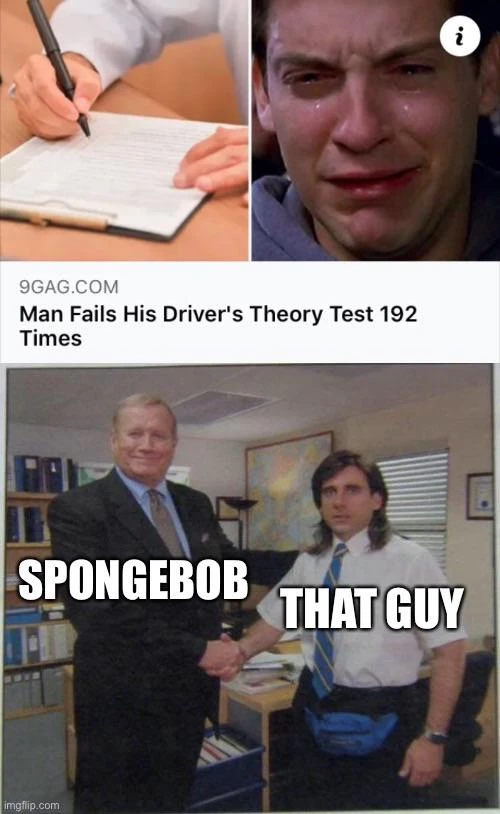 9GAG.COM
Man Fails His Driver's Theory Test 192
Times
SPONGEBOB
THAT GUY
imgflip.com